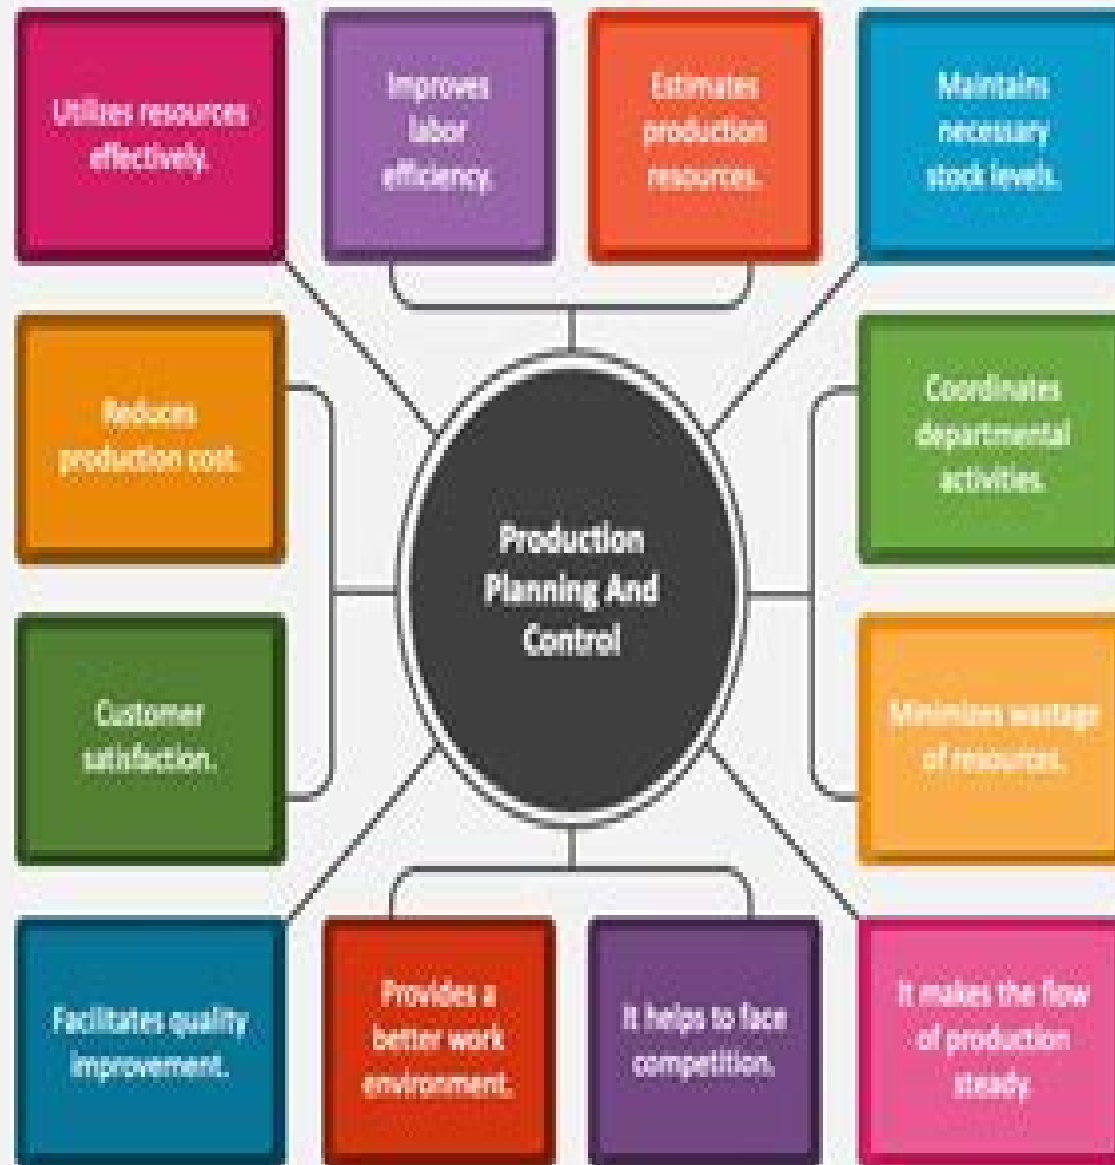 Utilizes resources
effectively.
Improves
labor
efficiency.
Estimates
production
resources.
Maintains
necessary
stock levels.
Reduces
production cost.
Coordinates
departmental
activities.
Production
Planning And
Control
Customer
satisfaction.
Minimizes wastage
of resources.
Facilitates quality
improvement.
Provides a
better work
environment.
It helps to face
competition.
It makes the flow
of production
steady.